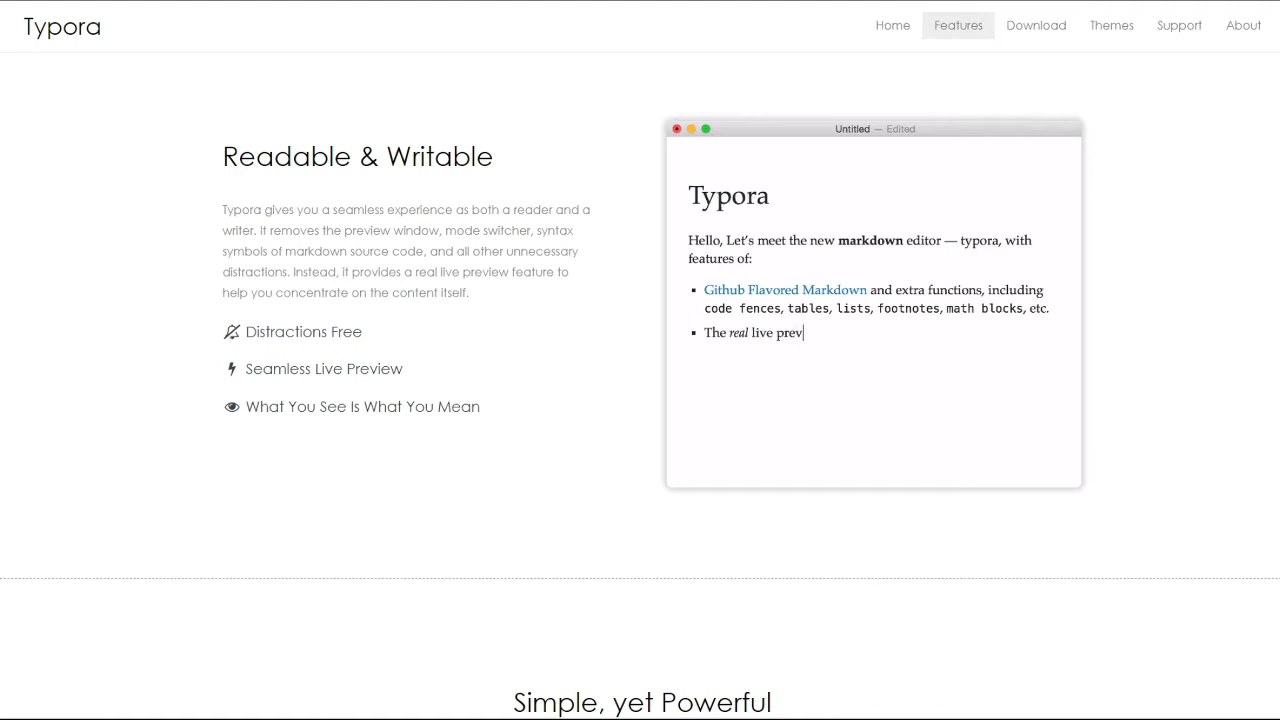 Typora
Home Features Download Themes Support About
Readable & Writable
Typora gives you a seamless experience as both a reader and a
writer. It removes the preview window, mode switcher, syntax
symbols of markdown source code, and all other unnecessary
distractions. Instead, it provides a real live preview feature to
help you concentrate on the content itself.
Distractions Free
Seamless Live Preview
What You See Is What You Mean
Untitled — Edited
Typora
Hello, Let's meet the new markdown editor — typora, with
features of:
Github Flavored Markdown and extra functions, including
code fences, tables, lists, footnotes, math blocks, etc.
The real live prev
Simple, yet Powerful